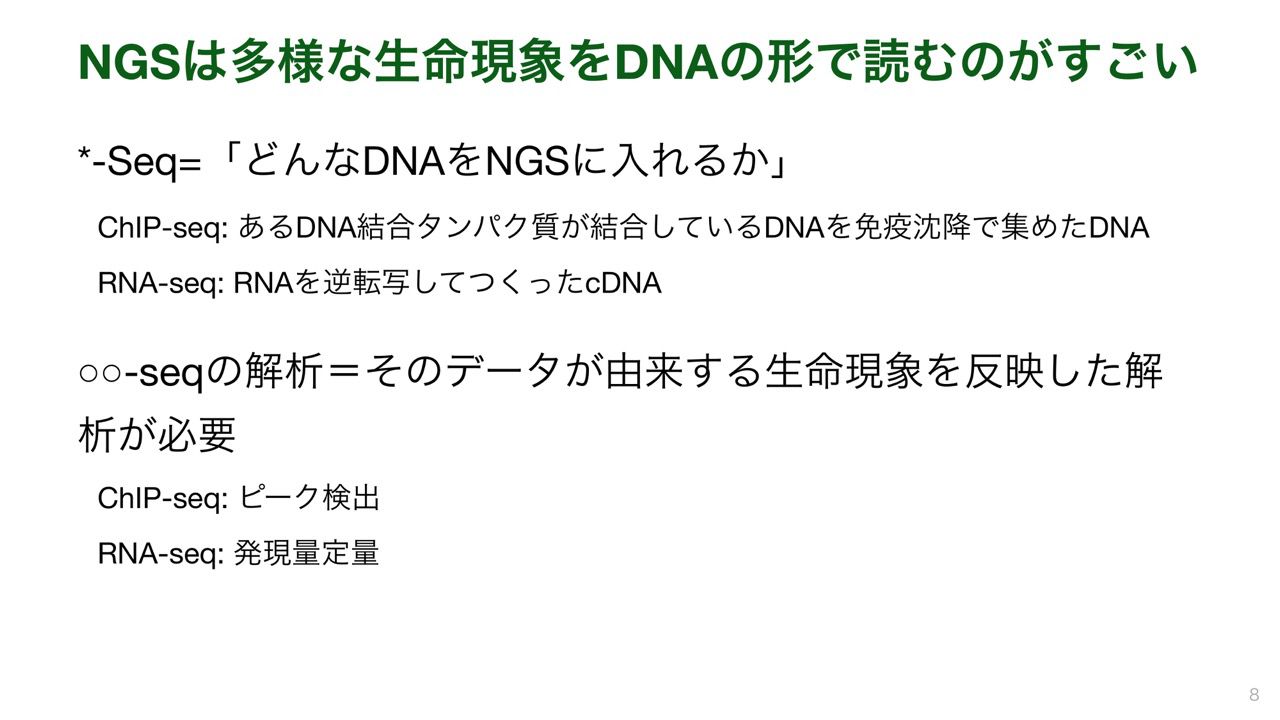 NGSは多様な生命現象をDNAの形で読むのがすごい
*-Seq=「どんなDNAをNGSに入れるか」
ChIP-seq: あるDNA結合タンパク質が結合しているDNAを免疫沈降で集めたDNA
RNA-seq: RNAを逆転写してつくったcDNA
○○-seqの解析＝そのデータが由来する生命現象を反映した解
析が必要
ChIP-seq: ピーク検出
RNA-seq: 発現量定量
8